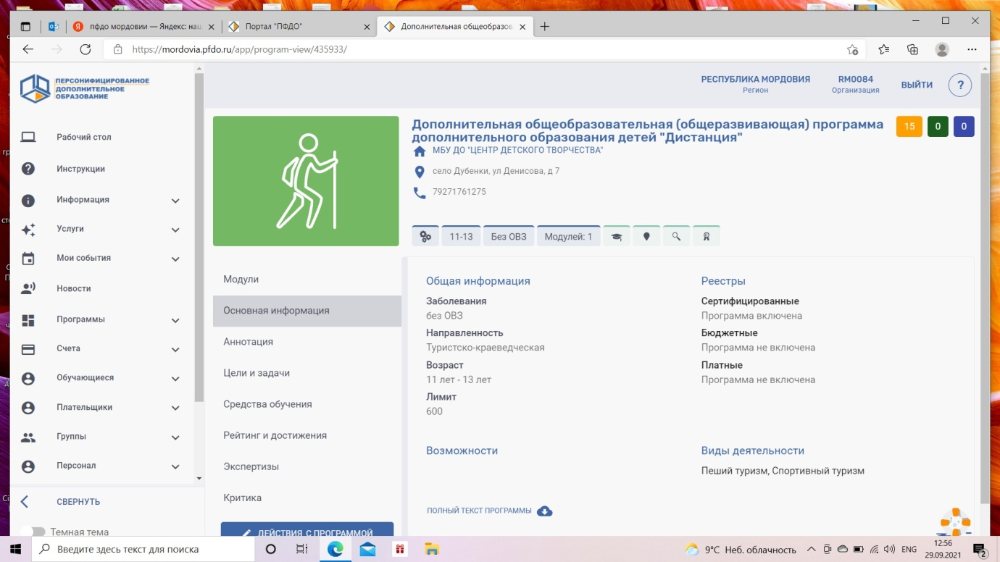 пфдо мордовии — Яндекс: наш
Портал "ПФДО"
Дополнительная общеобразов
https://mordovia.pfdo.ru/app/program-view/435933/
ПЕРСОНИФИЦИРОВАННОЕ
ДОПОЛНИТЕЛЬНОЕ
ОБРАЗОВАНИЕ
РЕСПУБЛИКА МОРДОВИЯ
Регион
RM0084
Организация
ВЫЙТИ
?
Рабочий стол
Инструкции
Информация
Услуги
Мои события
Новости
Программы
Счета
Обучающиеся
Плательщики
Группы
Персонал
СВЕРНУТЬ
Темная тема
Дополнительная общеобразовательная (общеразвивающая) программа
дополнительного образования детей "Дистанция"
15 0 0
МБУ ДО "ЦЕНТР ДЕТСКОГО ТВОРЧЕСТВА"
село Дубенки, ул Денисова, д 7
79271761275
11-13 Без ОВЗ Модулей: 1
Модули
Основная информация
Аннотация
Цели и задачи
Средства обучения
Рейтинг и достижения
Экспертизы
Критика
ДЕЙСТВИЯ С ПРОГРАММОЙ
Общая информация
Заболевания
без ОВЗ
Направленность
Туристско-краеведческая
Возраст
11 лет - 13 лет
Лимит
600
Возможности
ПОЛНЫЙ ТЕКСТ ПРОГРАММЫ
Реестры
Сертифицированные
Программа включена
Бюджетные
Программа не включена
Платные
Программа не включена
Виды деятельности
Пеший туризм, Спортивный туризм
Введите здесь текст для поиска
9°C Неб. облачность
ENG
12:56
29.09.2021
2